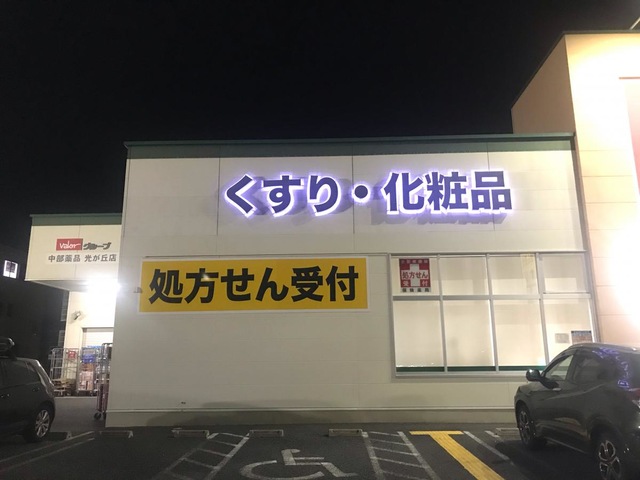 くすり・化粧品
Valor グループ
中部薬品 光が丘店
処方せん受付
処方せん
受付